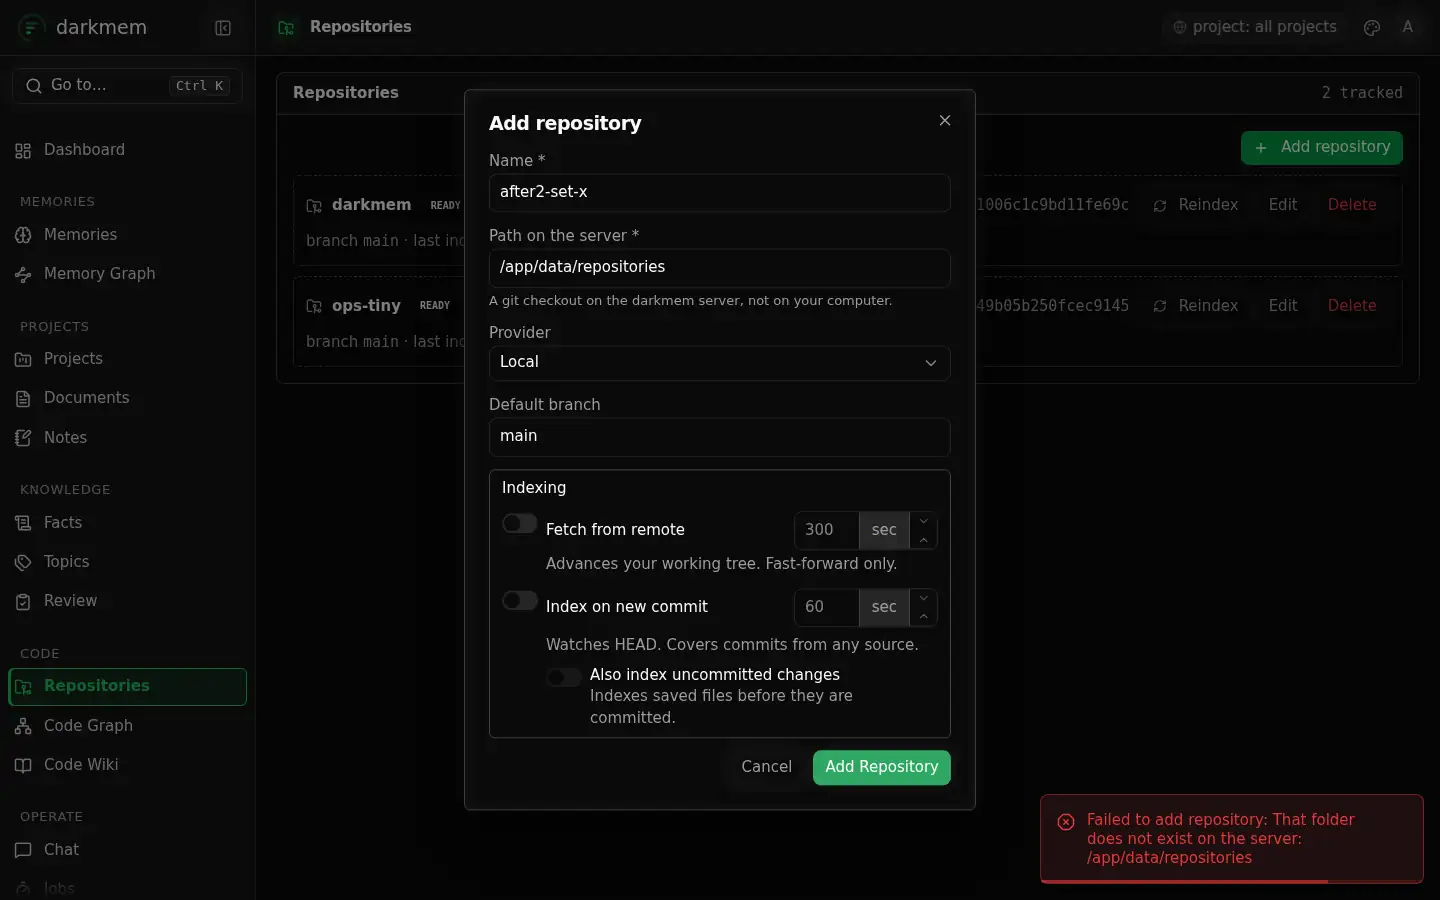 darkmem
Repositories
project: all projects
A
Go to...
Ctrl K
Dashboard
MEMORIES
Memories
Memory Graph
PROJECTS
Projects
Documents
Notes
KNOWLEDGE
Facts
Topics
Review
CODE
Repositories
Code Graph
Code Wiki
OPERATE
Chat
Jobs
Repositories
2 tracked
Add repository
darkmem READY
1006c1c9bd11fe69c
Reindex
Edit
Delete
branch main · last in
ops-tiny READY
49b05b250fcec9145
Reindex
Edit
Delete
branch main · last in
Add repository
Name *
after2-set-x
Path on the server *
/app/data/repositories
A git checkout on the darkmem server, not on your computer.
Provider
Local
Default branch
main
Indexing
Fetch from remote
300 sec
Advances your working tree. Fast-forward only.
Index on new commit
60 sec
Watches HEAD. Covers commits from any source.
Also index uncommitted changes
Indexes saved files before they are
committed.
Cancel
Add Repository
Failed to add repository: That folder
does not exist on the server:
/app/data/repositories